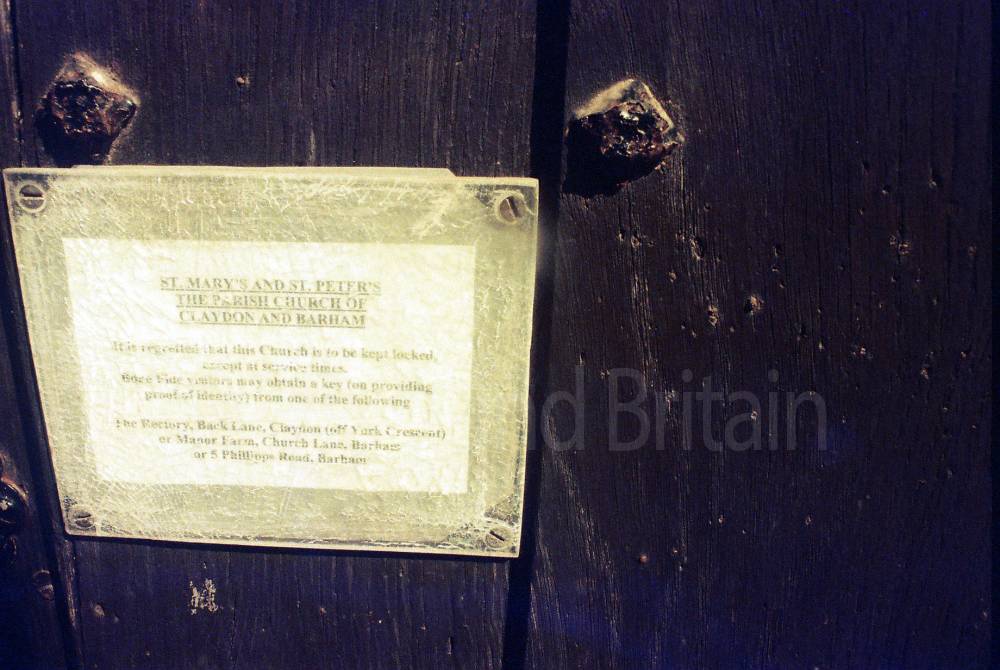 ST. MARY'S AND ST. PETER'S
THE PARISH CHURCH OF
CLAYDON AND BARHAM
It is regretted that this Church is to be kept locked,
except at service times.
Bone Fide visitors may obtain a key (on providing
proof of identity) from one of the following
The Rectory, Back Lane, Claydon (off York Crescent)
or Manor Farm, Church Lane, Barham
or 5 Phillipps Road, Barham
nd Britain